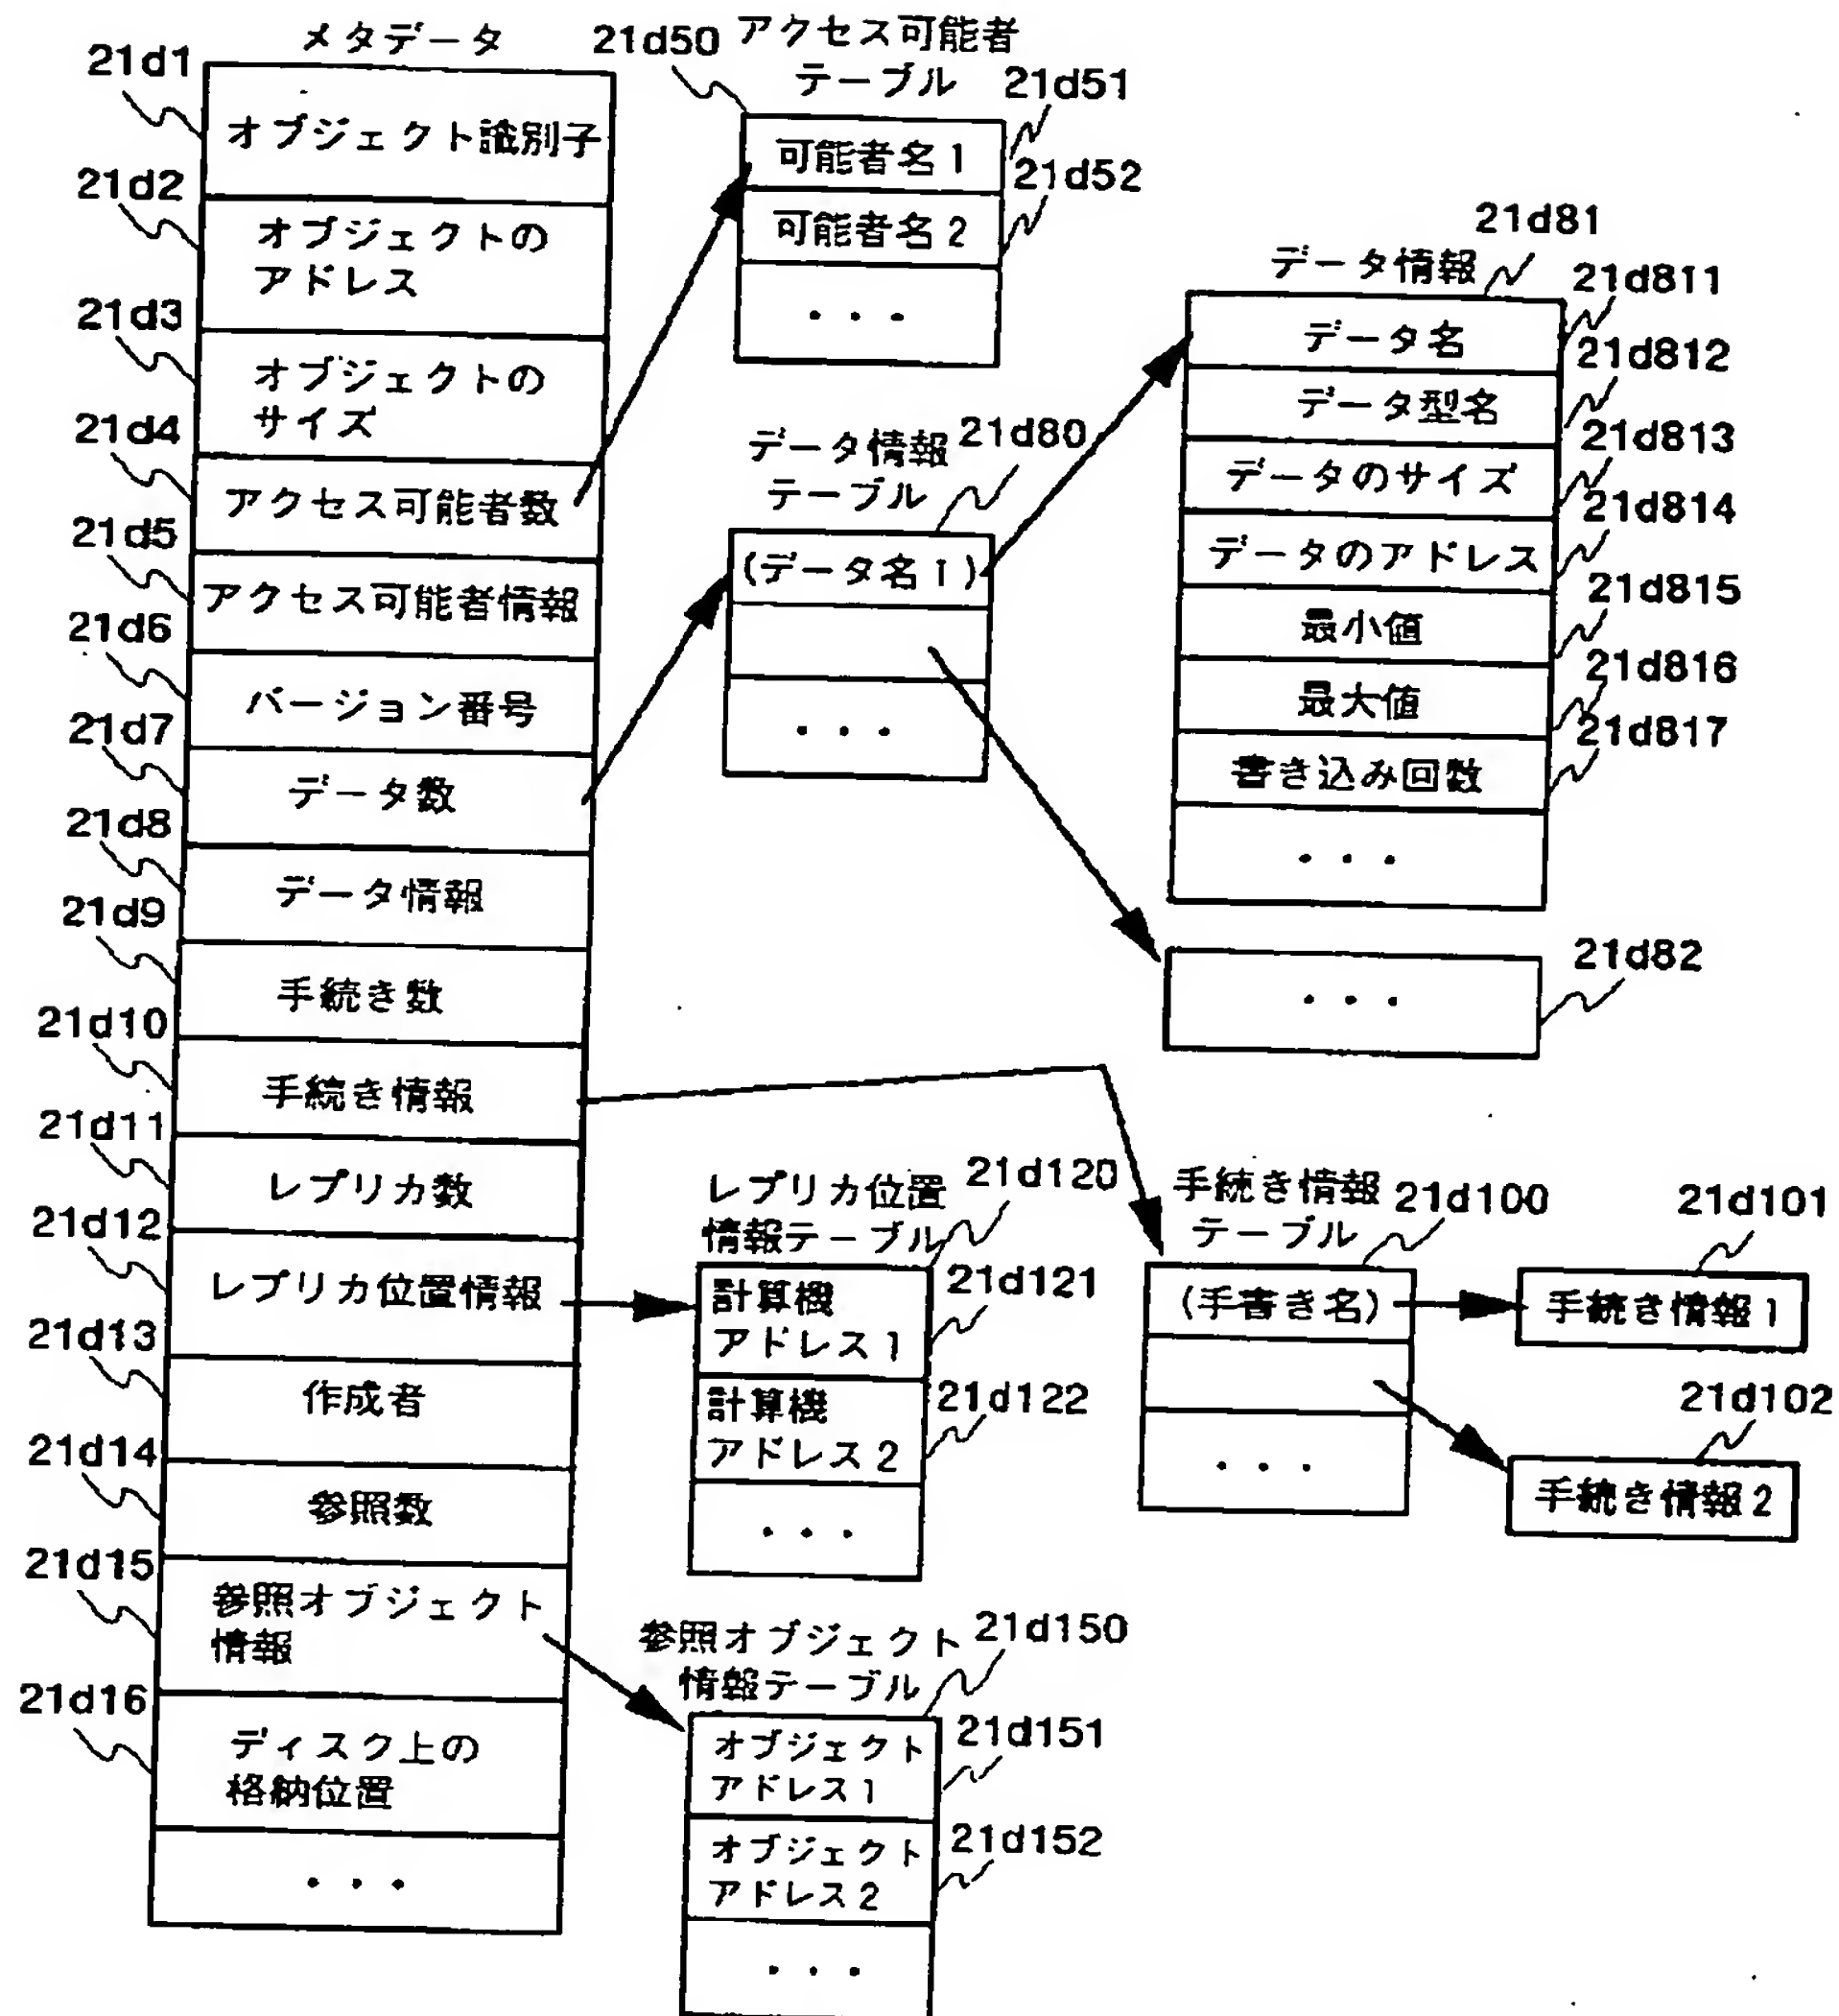 メタデータ
21d1
オブジェクト識別子
21d2
オブジェクトの
アドレス
21d3
オブジェクトの
サイズ
21d4
アクセス可能者数
21d5
アクセス可能者情報
21d6
バージョン番号
21d7
データ数
21d8
データ情報
21d9
手続き数
21d10
手続き情報
21d11
レプリカ数
21d12
レプリカ位置情報
21d13
作成者
21d14
参照数
21d15
参照オブジェクト
情報
21d16
ディスク上の
格納位置
・・・
21d50
アクセス可能者
テーブル
21d51
可能者名1
21d52
可能者名2
・・・
データ情報
テーブル
21d80
(データ名1)
・・・
21d81
データ情報
21d811
データ名
21d812
データ型名
21d813
データのサイズ
21d814
データのアドレス
21d815
最小値
21d816
最大値
21d817
書き込み回数
・・・
21d82
・・・
レプリカ位置
情報テーブル
21d120
計算機
アドレス1
21d121
計算機
アドレス2
21d122
・・・
手続き情報
テーブル
21d100
(手書き名)
・・・
21d101
手続き情報1
21d102
手続き情報2
参照オブジェクト
情報テーブル
21d150
オブジェクト
アドレス1
21d151
オブジェクト
アドレス2
21d152
・・・